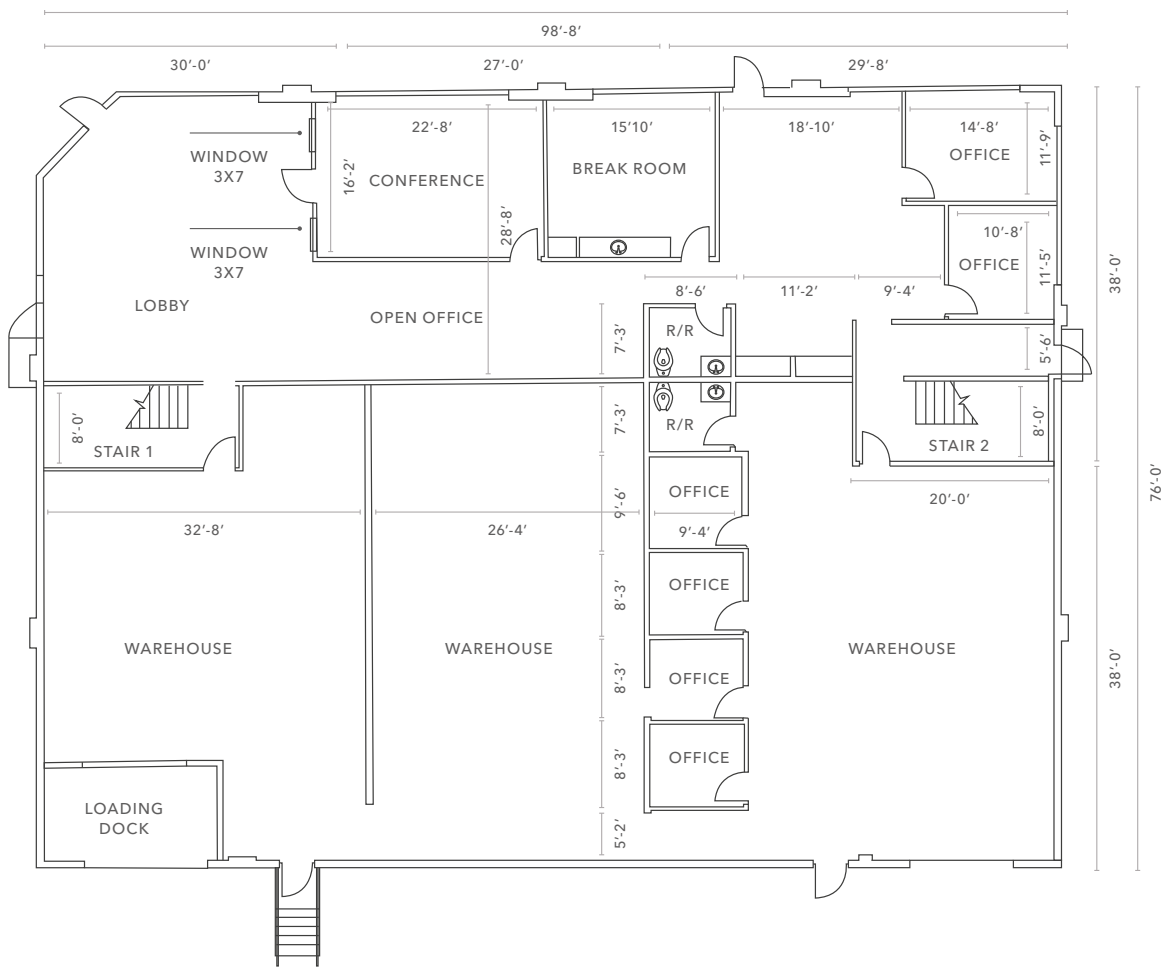 98'-8'
30'-0'
27'-0'
29'-8'
22'-8'
15'10'
18'-10'
14'-8'
OFFICE
11'-9'
WINDOW
3X7
16'-2'
CONFERENCE
BREAK ROOM
28'-8'
WINDOW
3X7
10'-8'
OFFICE
11'-5'
38'-0'
8'-6'
11'-2'
9'-4'
LOBBY
OPEN OFFICE
7'-3'
R/R
5'-6'
8'-0'
STAIR 1
7'-3'
R/R
STAIR 2
8'-0'
76'-0'
9'-6'
OFFICE
9'-4'
20'-0'
32'-8'
26'-4'
8'-3'
OFFICE
WAREHOUSE
WAREHOUSE
8'-3'
OFFICE
WAREHOUSE
38'-0'
8'-3'
OFFICE
LOADING
DOCK
5'-2'